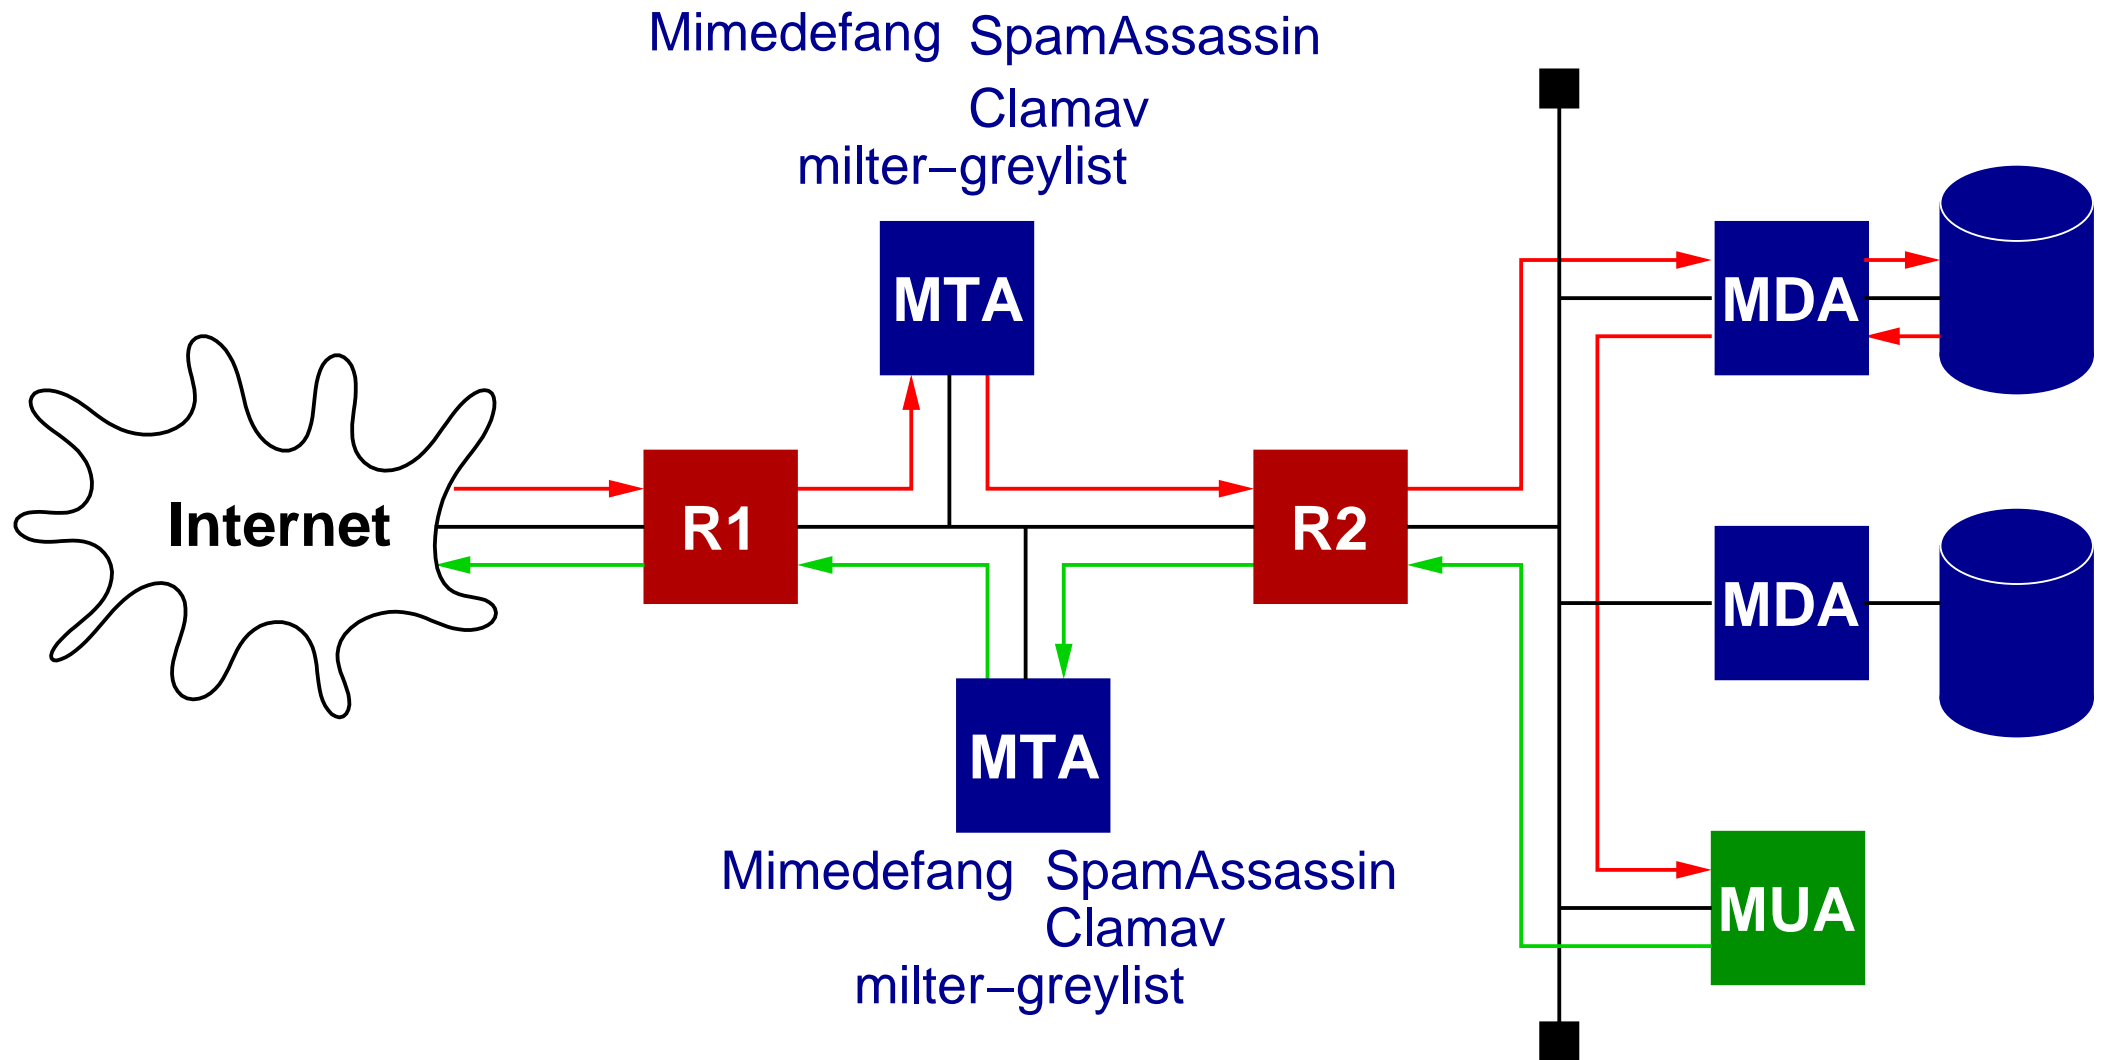 Mimedefang SpamAssassin
Clamav
milter−greylist
MTA
MDA
Internet
R1
R2
MDA
MTA
Mimedefang SpamAssassin
Clamav
milter−greylist
MUA